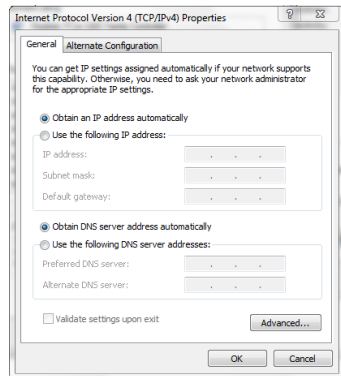 Internet Protocol Version 4 (TCP/IPv4) Properties
General
Alternate Configuration
You can get IP settings assigned automatically if your network supports
this capability. Otherwise, you need to ask your network administrator
for the appropriate IP settings.
Obtain an IP address automatically
Use the following IP address:
IP address:
Subnet mask:
Default gateway:
Obtain DNS server address automatically
Use the following DNS server addresses:
Preferred DNS server:
Alternate DNS server:
Validate settings upon exit
Advanced...
OK
Cancel